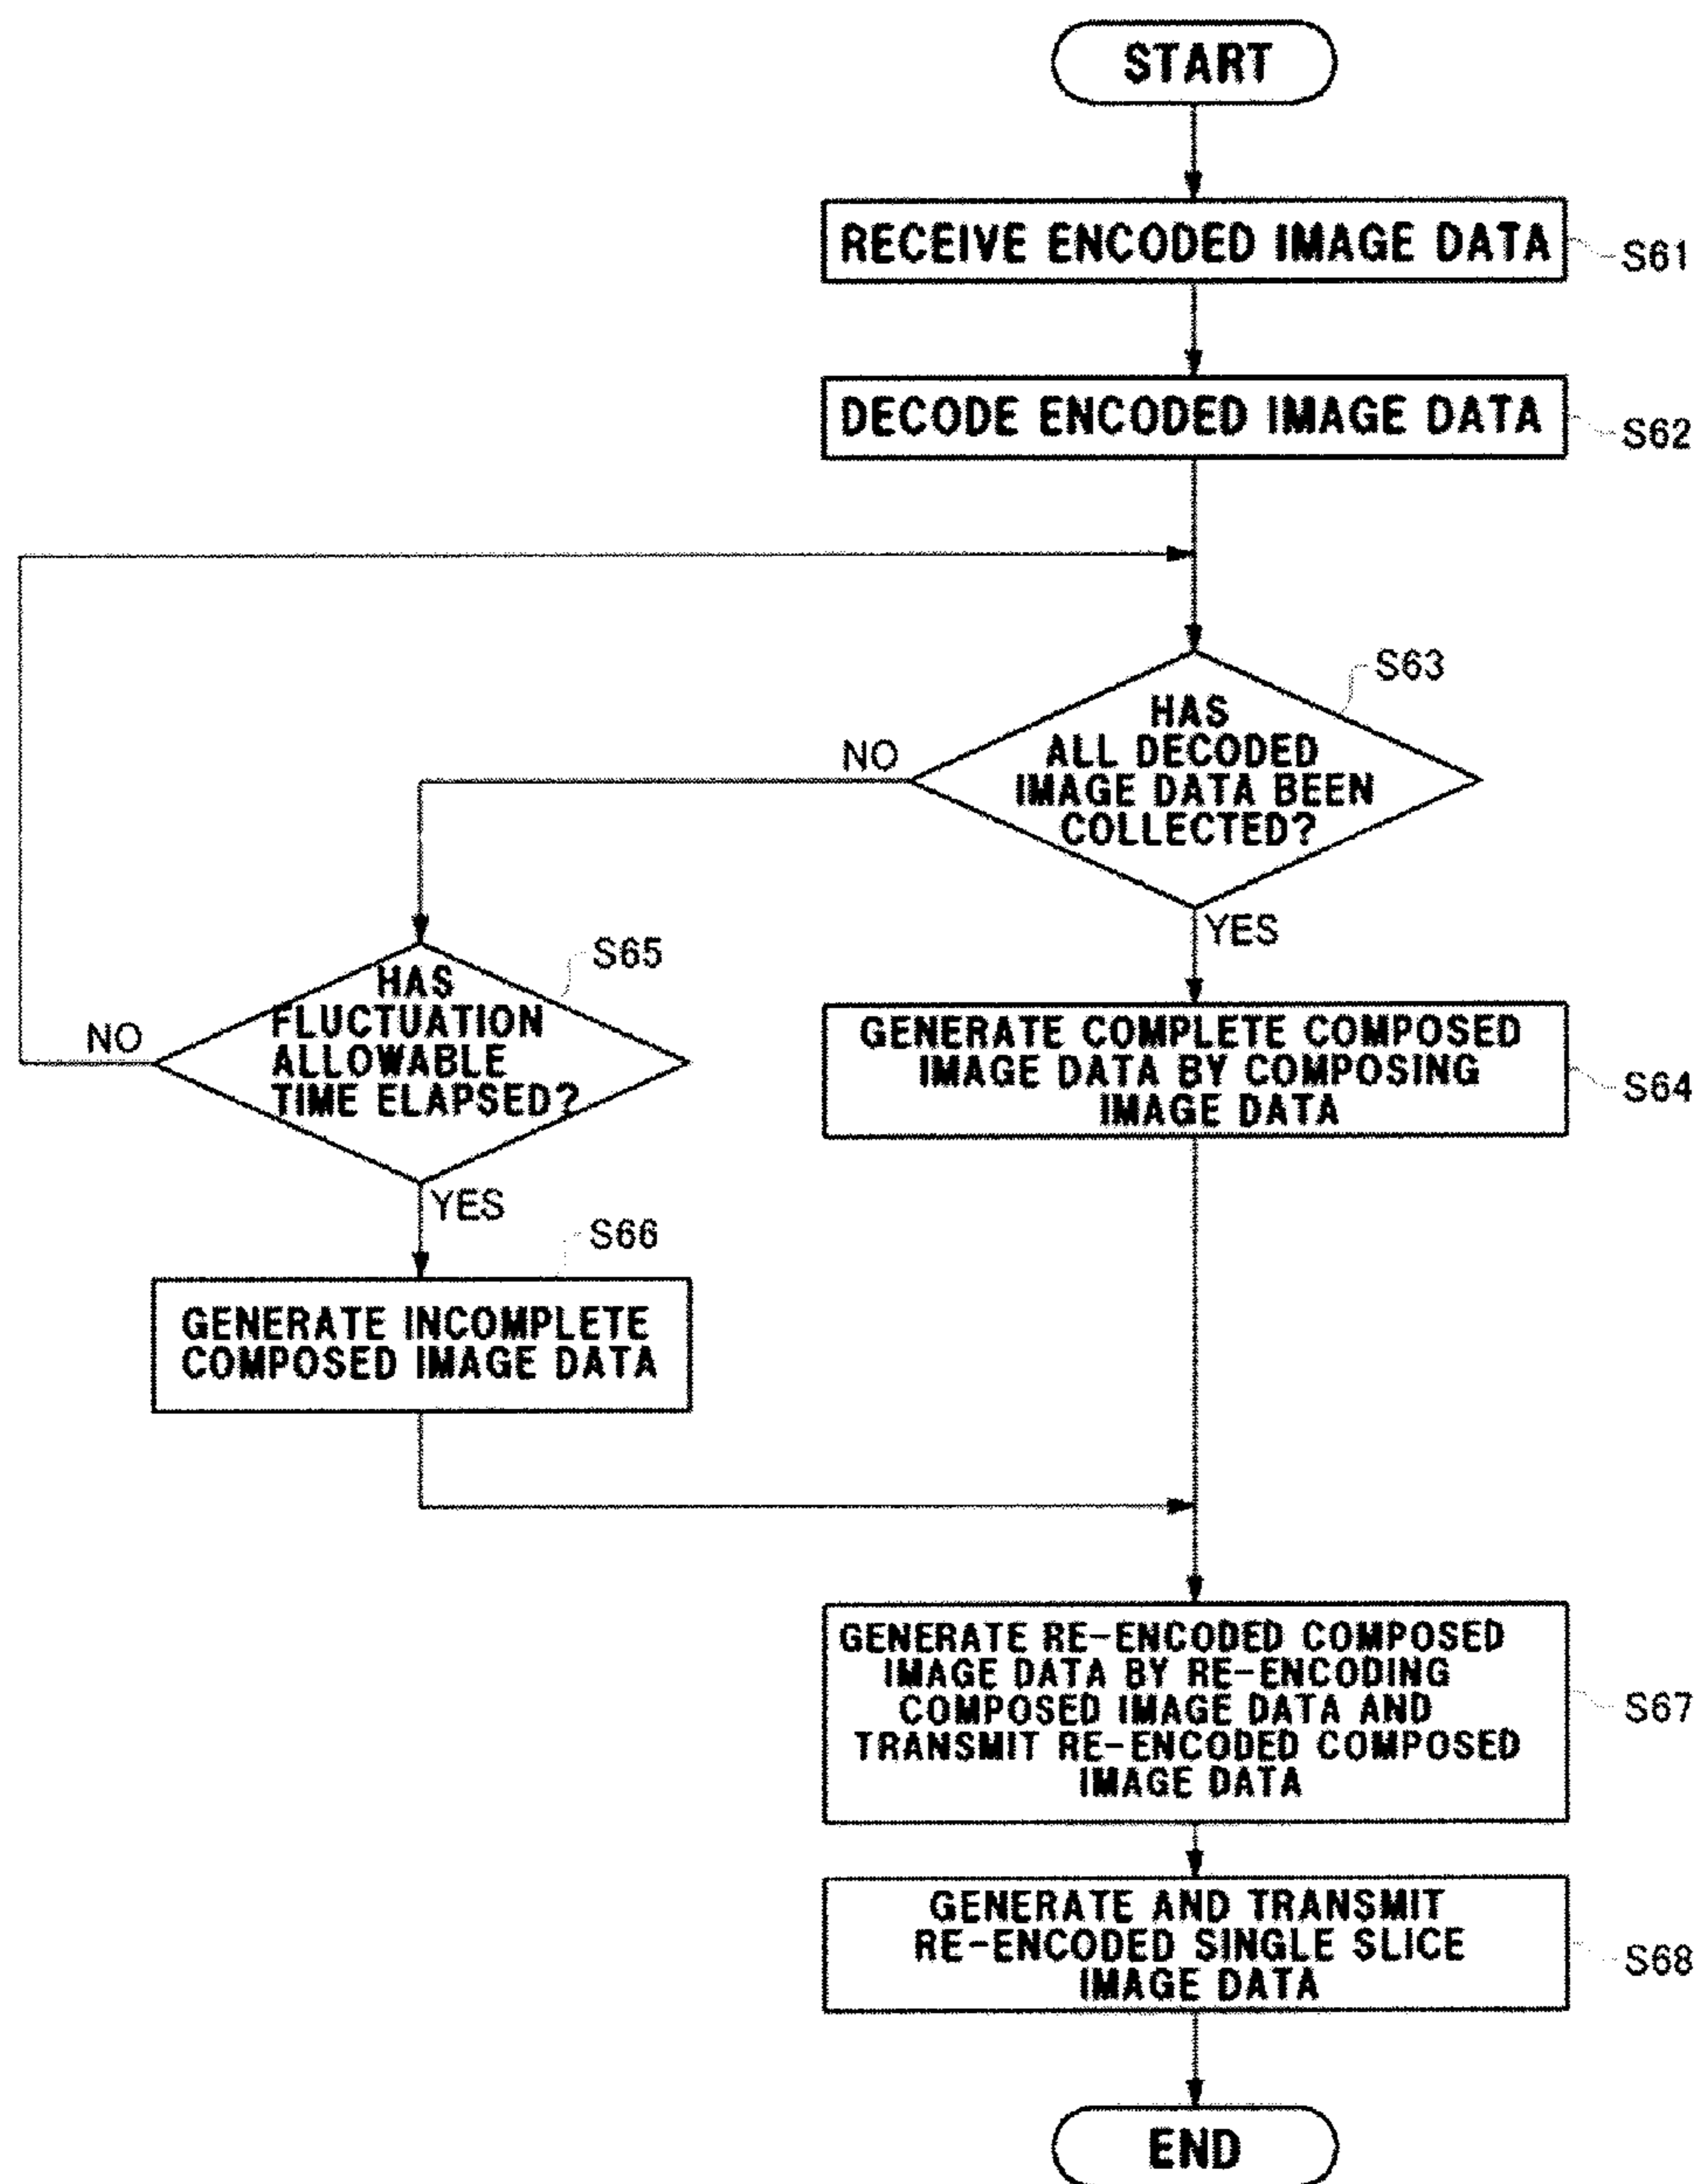 START
RECEIVE ENCODED IMAGE DATA
S61
DECODE ENCODED IMAGE DATA
S62
S63
HAS
ALL DECODED
IMAGE DATA BEEN
COLLECTED?
NO
YES
S65
HAS
FLUCTUATION
ALLOWABLE
TIME ELAPSED?
NO
YES
GENERATE COMPLETE COMPOSED
IMAGE DATA BY COMPOSING
IMAGE DATA
S64
S66
GENERATE INCOMPLETE
COMPOSED IMAGE DATA
GENERATE RE-ENCODED COMPOSED
IMAGE DATA BY RE-ENCODING
COMPOSED IMAGE DATA AND
TRANSMIT RE-ENCODED COMPOSED
IMAGE DATA
S67
GENERATE AND TRANSMIT
RE-ENCODED SINGLE SLICE
IMAGE DATA
S68
END